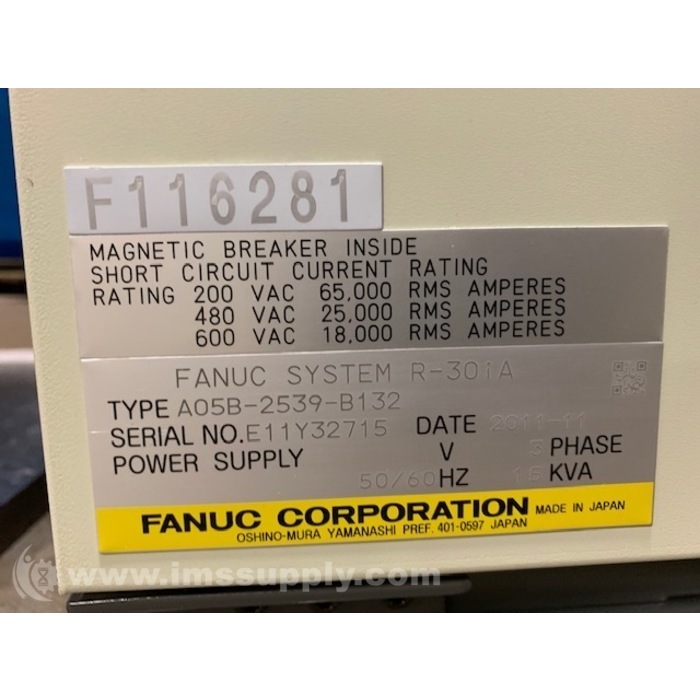 F116281
MAGNETIC BREAKER INSIDE
SHORT CIRCUIT CURRENT RATING
RATING 200 VAC 65,000 RMS AMPERES
480 VAC 25,000 RMS AMPERES
600 VAC 18,000 RMS AMPERES
FANUC SYSTEM R-30iA
TYPE A05B-2539-B132
SERIAL NO. E11Y32715 DATE 2011-11
POWER SUPPLY V 3 PHASE
50/60 HZ 15 KVA
FANUC CORPORATION MADE IN JAPAN
OSHINO-MURA YAMANASHI PREF. 401-0597 JAPAN
www.imssupply.com